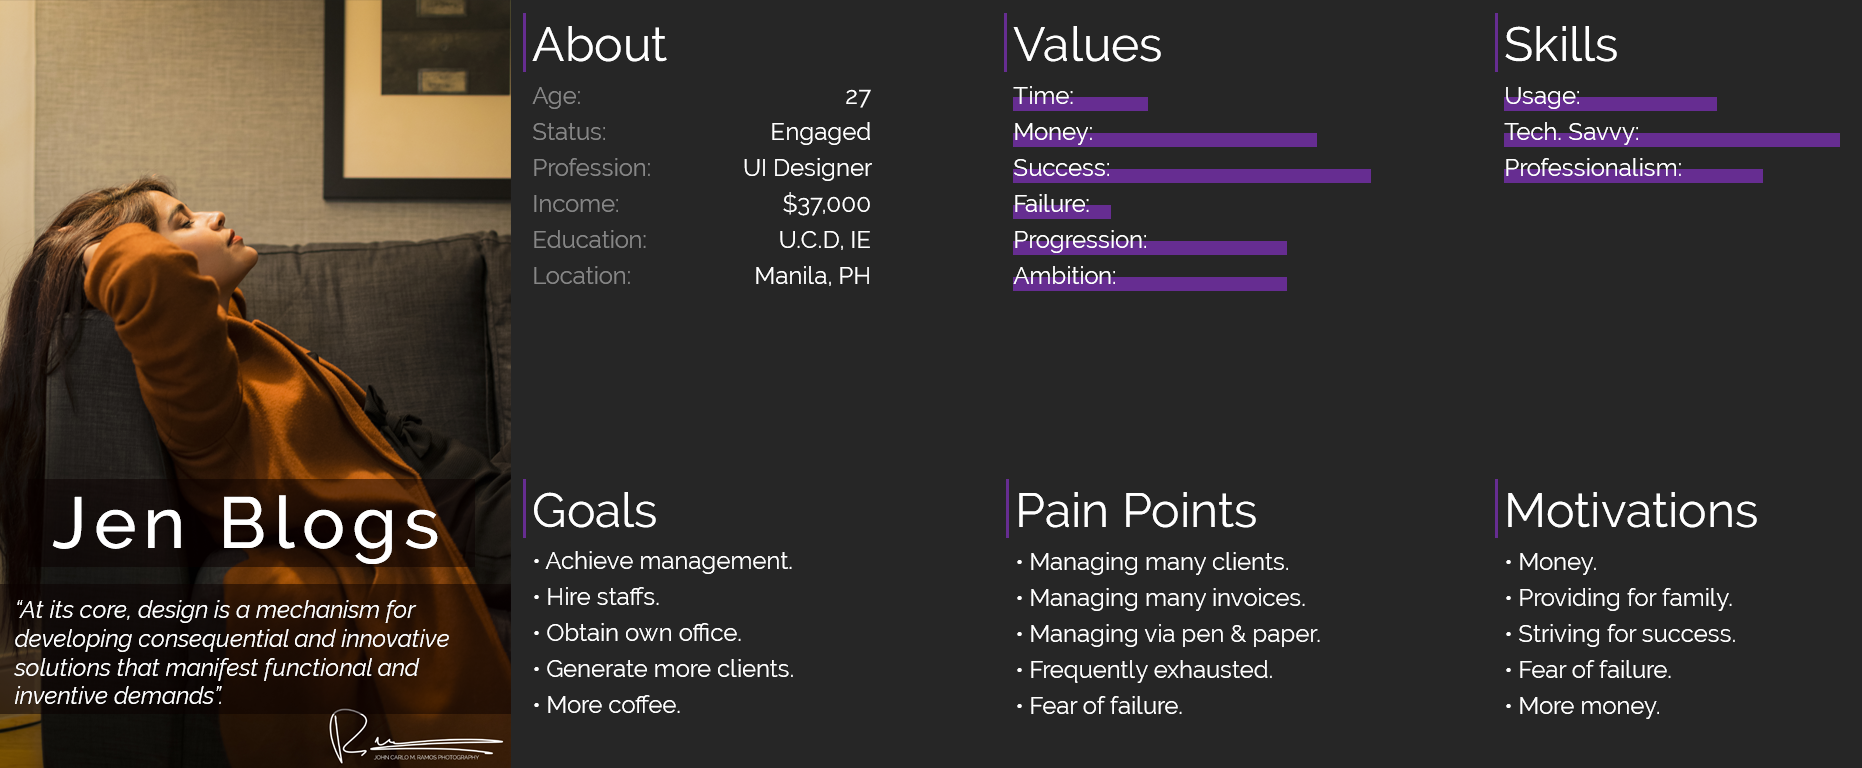 Jen Blogs
“At its core, design is a mechanism for
developing consequential and innovative
solutions that manifest functional and
inventive demands”.
JOHN CARLO M. RAMOS PHOTOGRAPHY
About
Age: 27
Status: Engaged
Profession: UI Designer
Income: $37,000
Education: U.C.D, IE
Location: Manila, PH
Values
Time:
Money:
Success:
Failure:
Progression:
Ambition:
Skills
Usage:
Tech. Savvy:
Professionalism:
Goals
• Achieve management.
• Hire staffs.
• Obtain own office.
• Generate more clients.
• More coffee.
Pain Points
• Managing many clients.
• Managing many invoices.
• Managing via pen & paper.
• Frequently exhausted.
• Fear of failure.
Motivations
• Money.
• Providing for family.
• Striving for success.
• Fear of failure.
• More money.